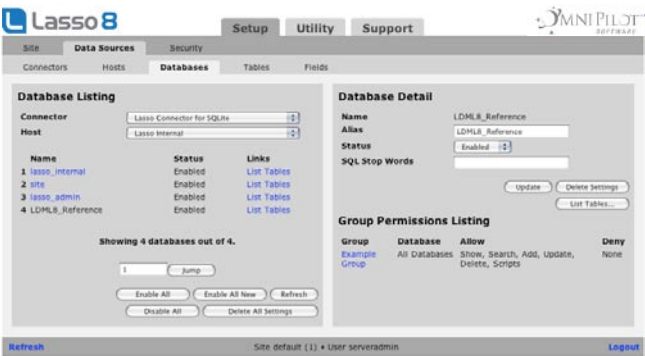 Lasso 8
Setup Utility Support
OMNIPILOT
SOFTWARE
Site Data Sources Security
Connectors Hosts Databases Tables Fields
Database Listing
Connector Lasso Connector for SQLite
Host Lasso Internal
Name Status Links
1 lasso_internal Enabled List Tables
2 site Enabled List Tables
3 lasso_admin Enabled List Tables
4 LDML8_Reference Enabled List Tables
Showing 4 databases out of 4.
1 Jump
Enable All Enable All New Refresh
Disable All Delete All Settings
Database Detail
Name LDML8_Reference
Alias LDML8_Reference
Status Enabled
SQL Stop Words
Update Delete Settings
List Tables...
Group Permissions Listing
Group Database Allow Deny
Example All Databases Show, Search, Add, Update, None
Group Delete, Scripts
Refresh Site default (1) • User serveradmin Logout